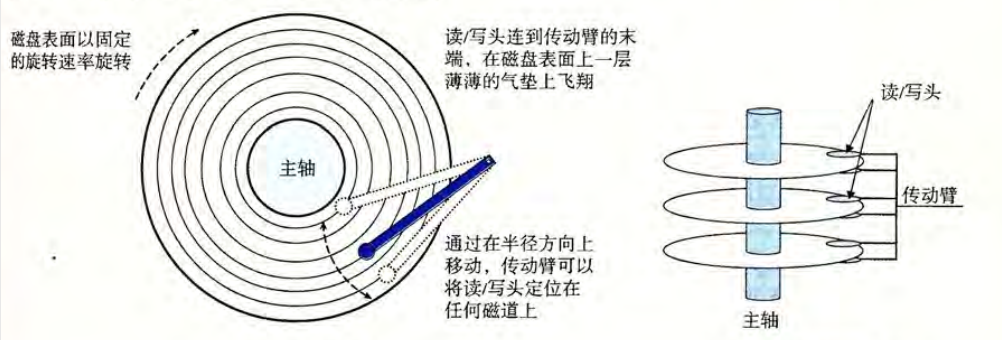 磁盘表面以固定
的旋转速率旋转
读/写头连到传动臂的末
端,在磁盘表面上一层
薄薄的气垫上飞翔
主轴
通过在半径方向上
移动,传动臂可以
将读/写头定位在
任何磁道上
读/写头
传动臂
主轴